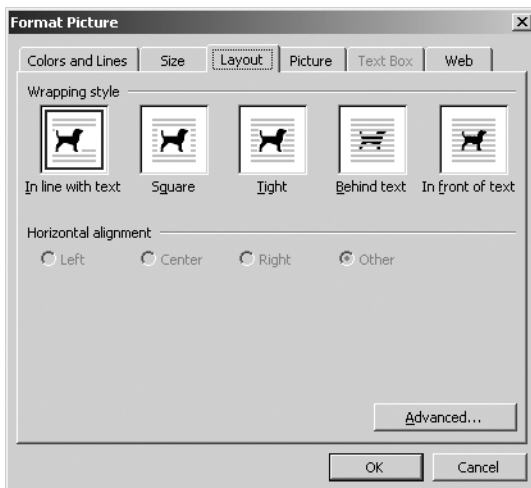 Format Picture
Colors and Lines Size Layout Picture Text Box Web
Wrapping style
In line with text Square Tight Behind text In front of text
Horizontal alignment
Left Center Right Other
Advanced...
OK Cancel